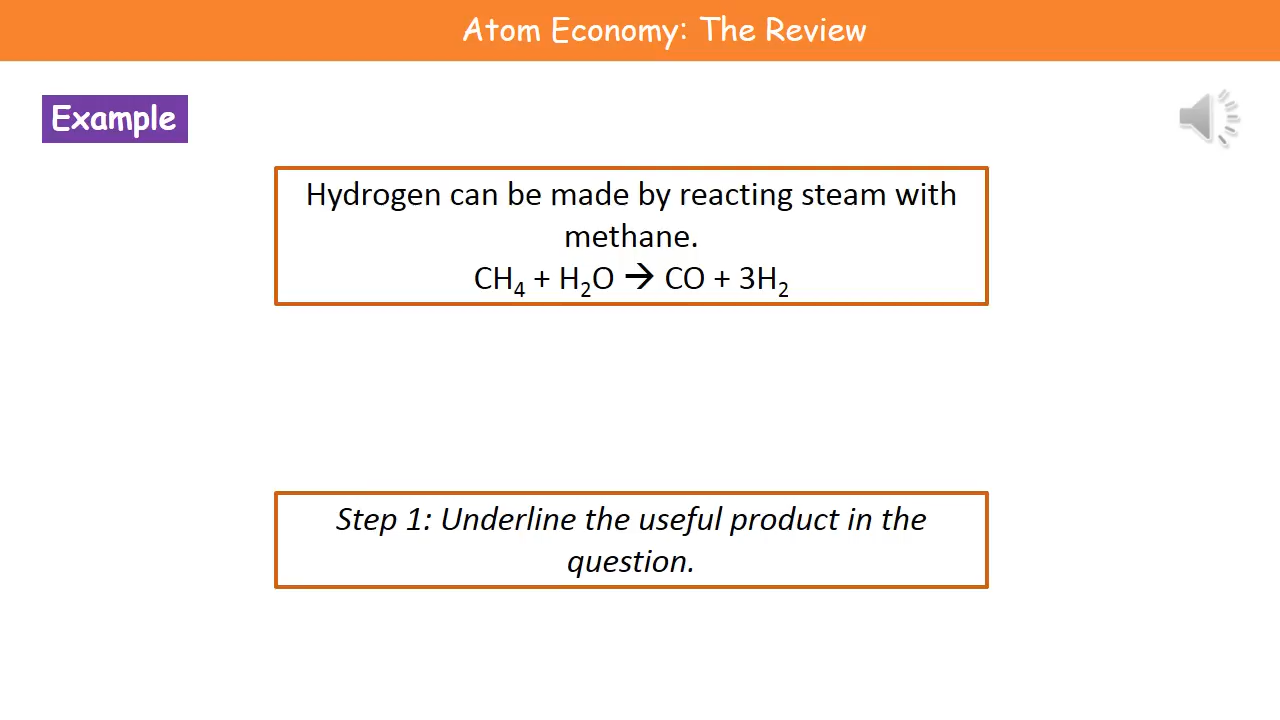 Atom Economy: The Review
Example
Hydrogen can be made by reacting steam with
methane.
CH₄ + H₂O → CO + 3H₂
Step 1: Underline the useful product in the
question.